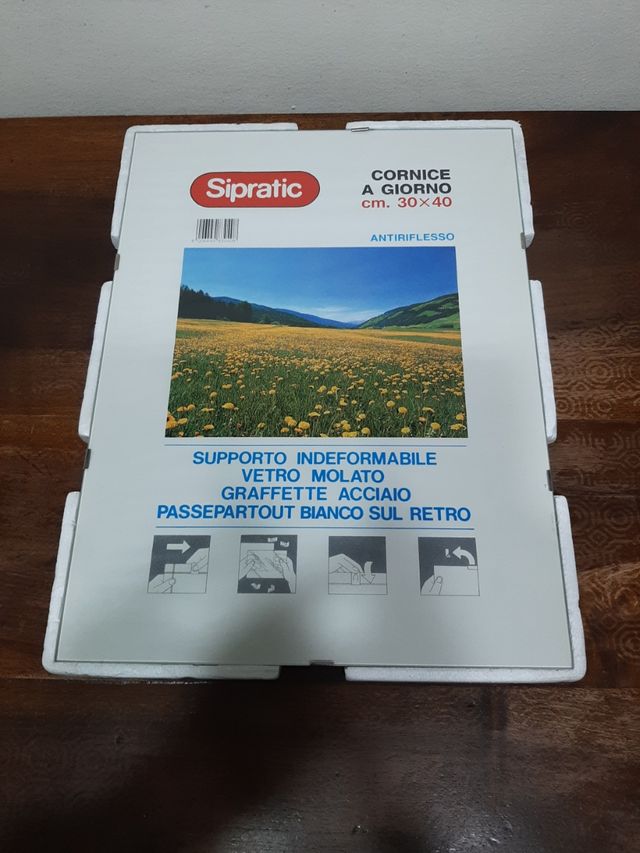 Sipratic
CORNICE
A GIORNO
cm. 30×40
ANTIRIFLESSO
SUPPORTO INDEFORMABILE
VETRO MOLATO
GRAFFETTE ACCIAIO
PASSEPARTOUT BIANCO SUL RETRO